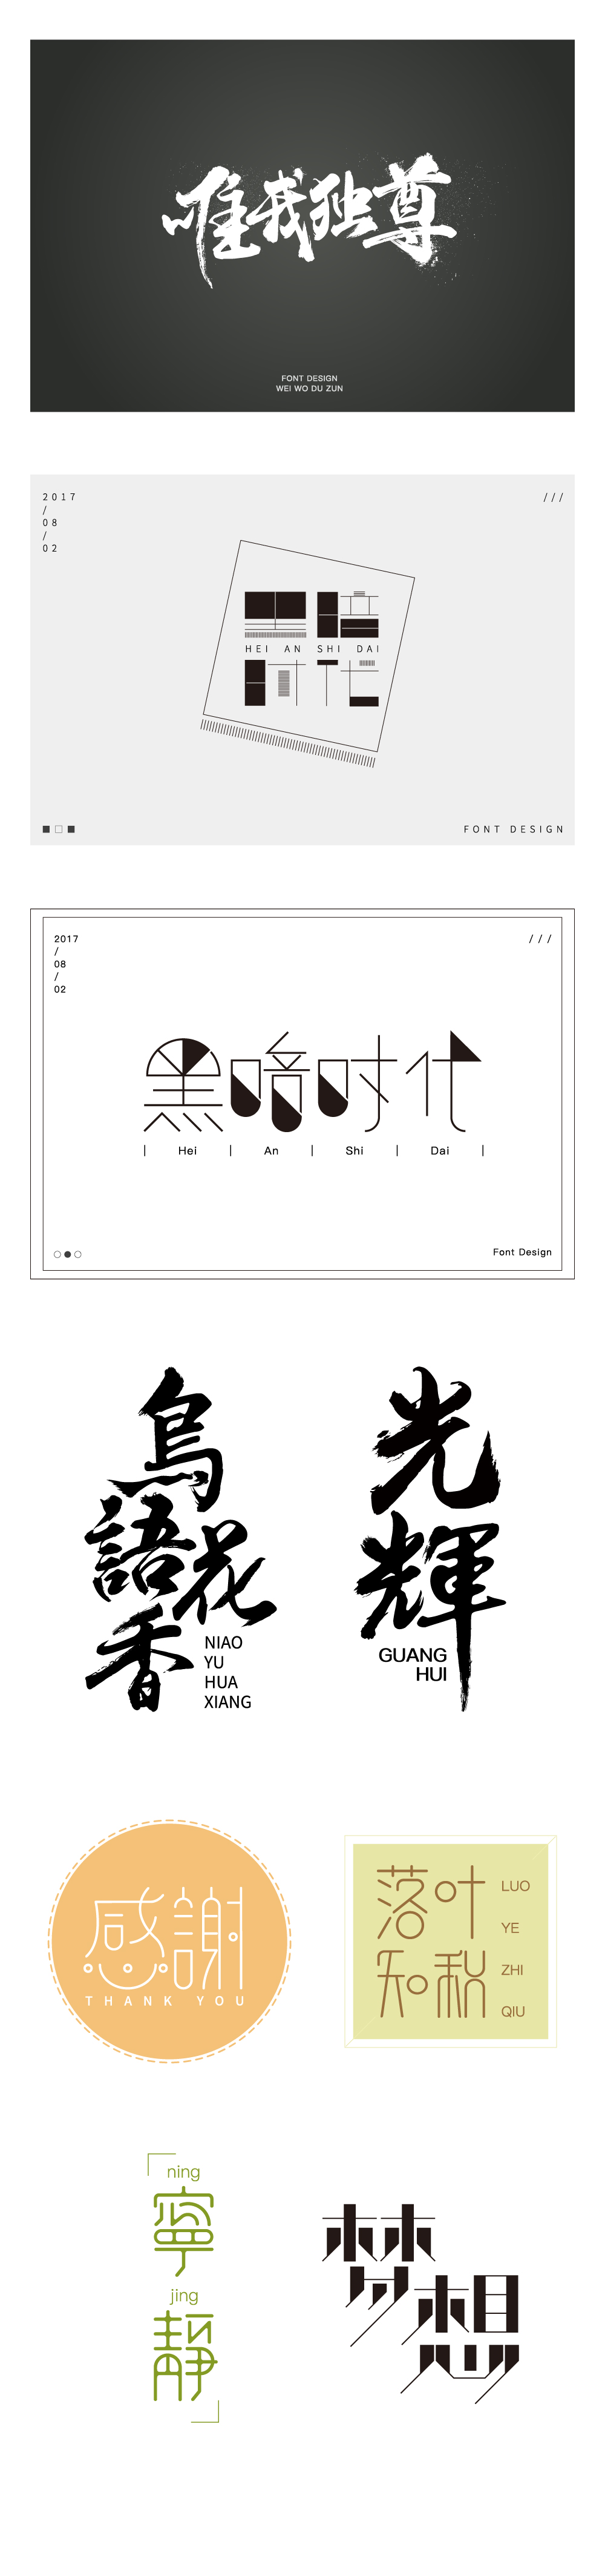 唯我独尊
FONT DESIGN
WEI WO DU ZUN
2017
/
08
/
02
///
黑暗
HEI AN SHI DAI
时代
FONT DESIGN
2017
/
08
/
02
///
黑暗时代
Hei An Shi Dai
Font Design
鳥
語花
香
NIAO
YU
HUA
XIANG
光
輝
GUANG
HUI
感謝
THANK YOU
落叶
知秋
LUO
YE
ZHI
QIU
ning
寧
jing
靜
梦
想